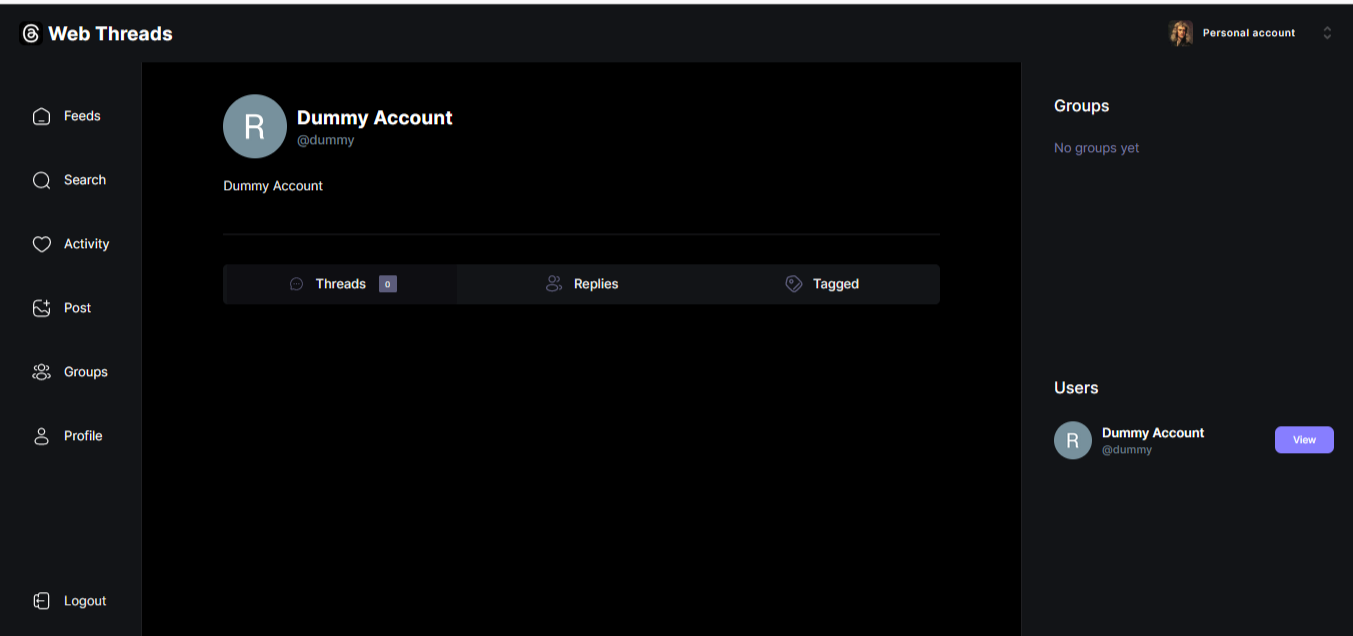 Web Threads
Personal account
Feeds
Search
Activity
Post
Groups
Profile
Logout
R
Dummy Account
@dummy
Dummy Account
Threads 0
Replies
Tagged
Groups
No groups yet
Users
R
Dummy Account
@dummy
View